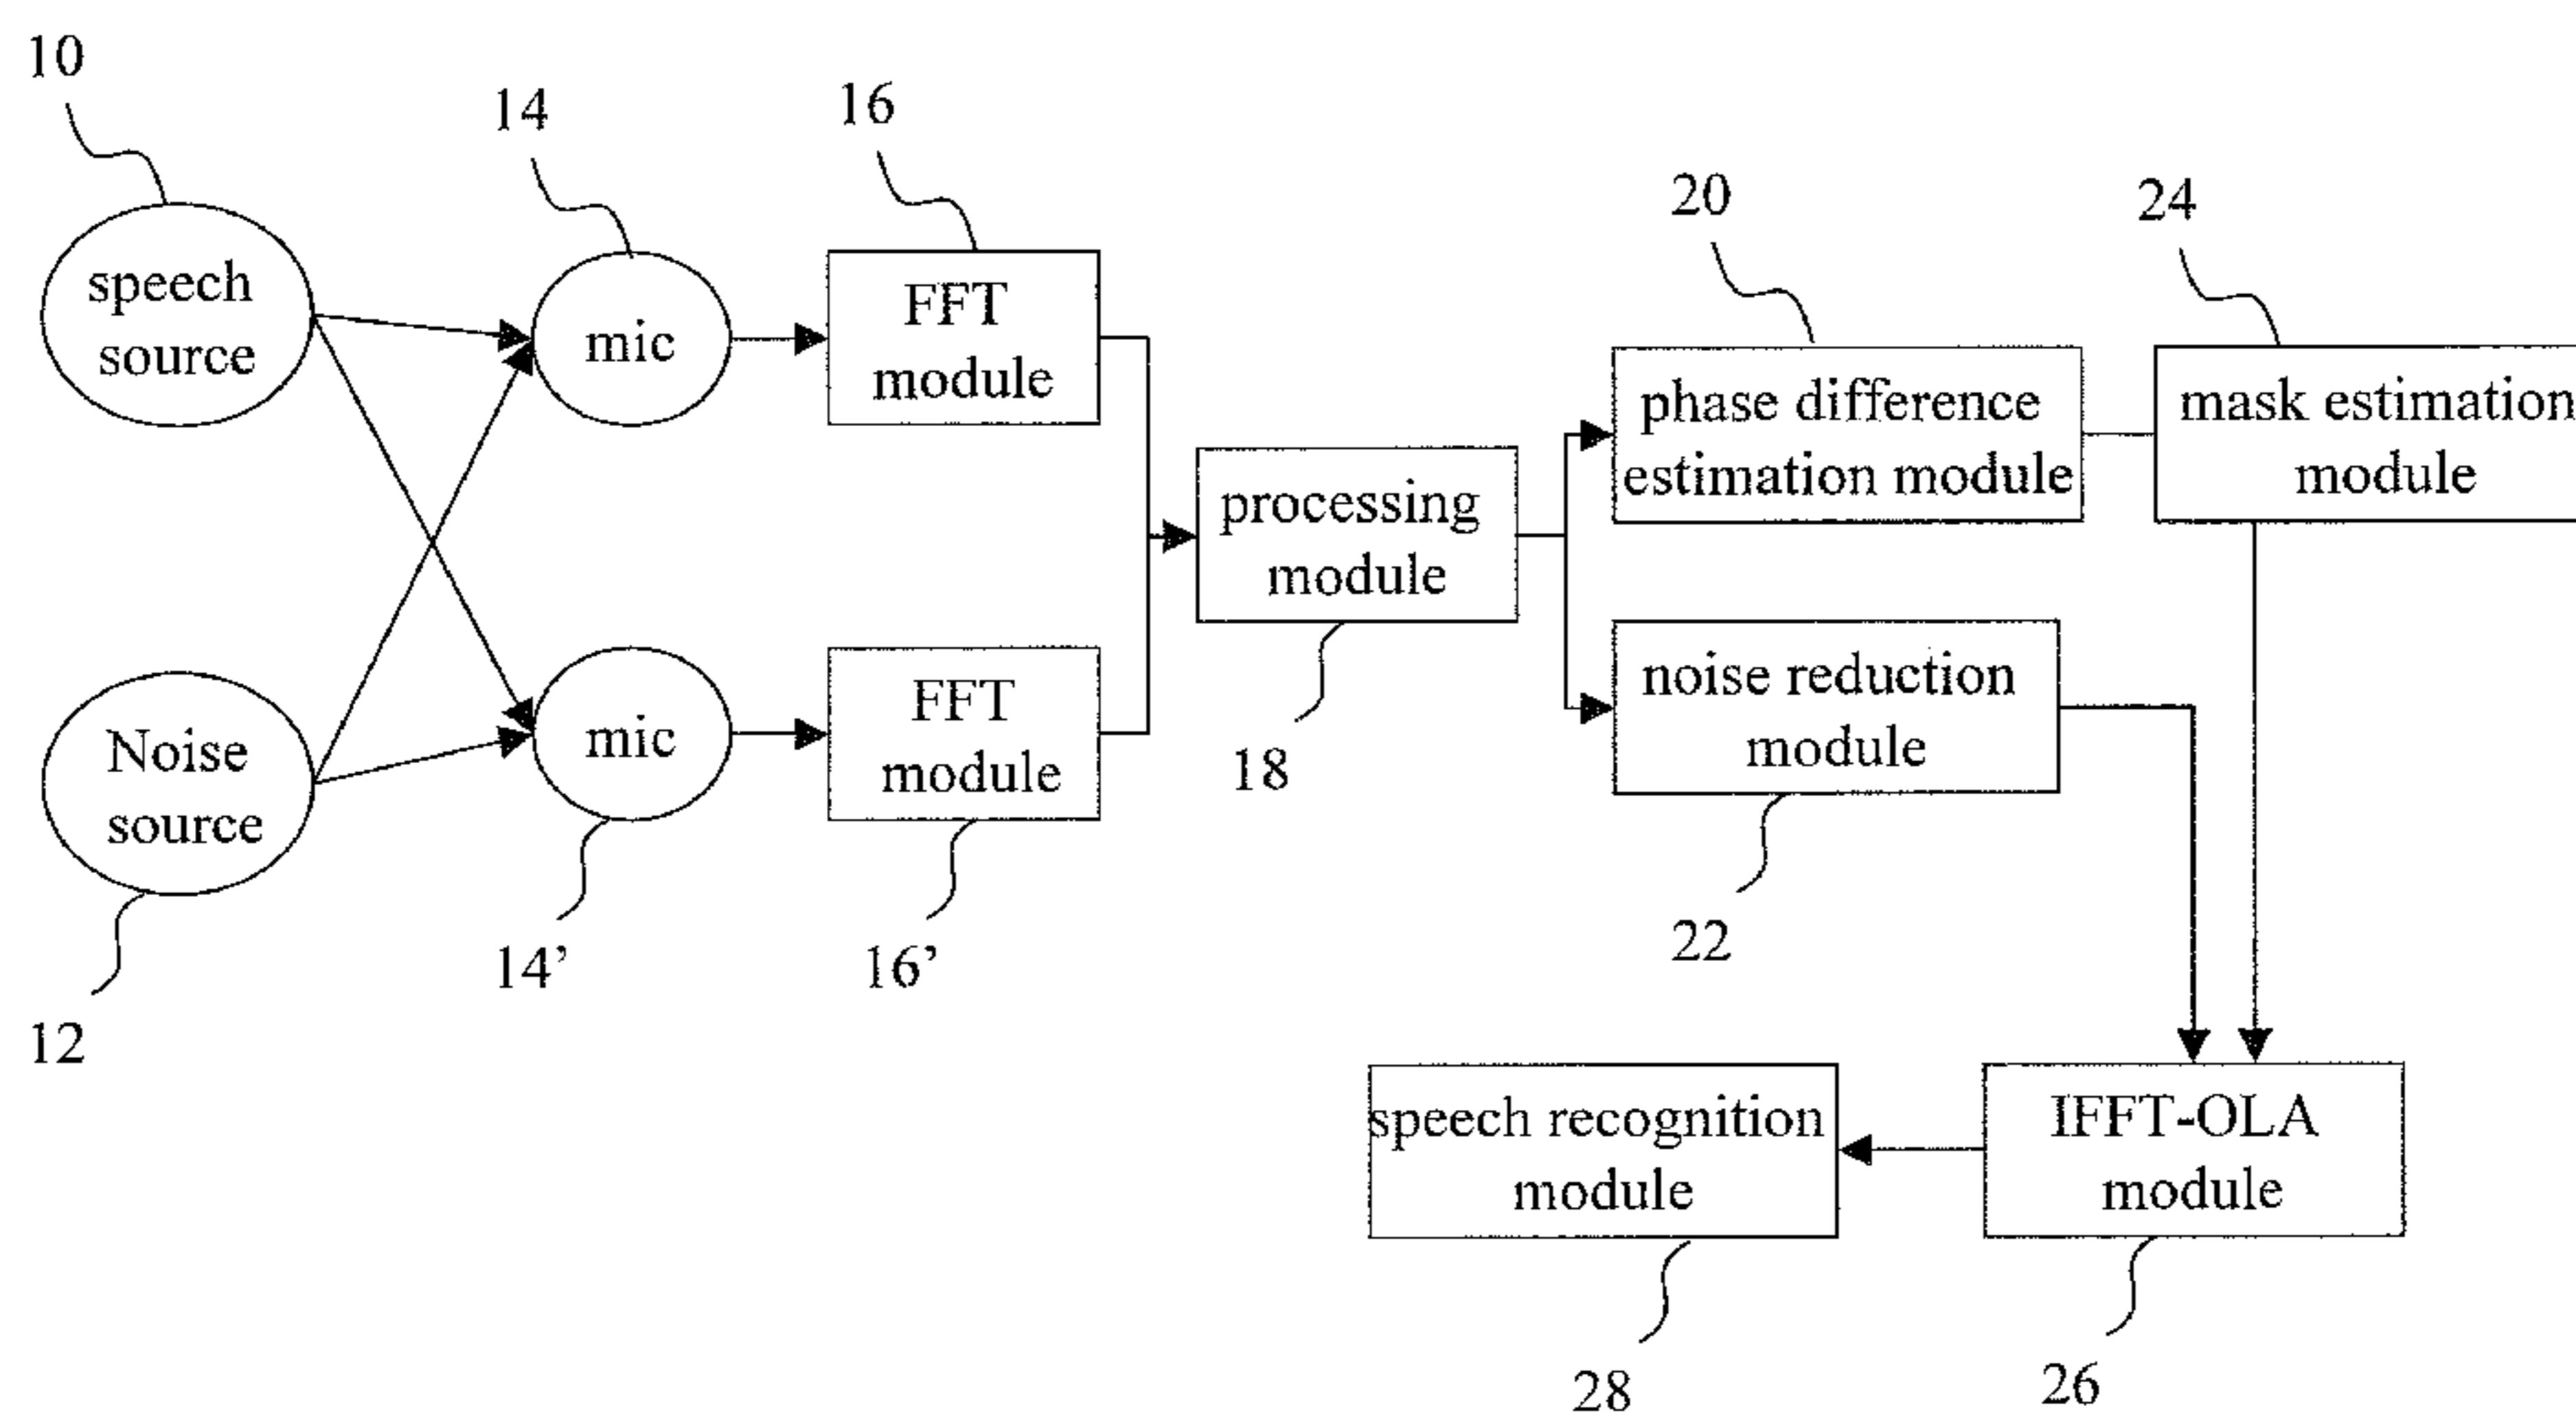 10
14
16
20
24
speech
source
mic
FFT
module
phase difference
estimation module
mask estimation
module
processing
module
18
Noise
source
mic
FFT
module
noise reduction
module
12
14’
16’
22
speech recognition
module
IFFT-OLA
module
28
26